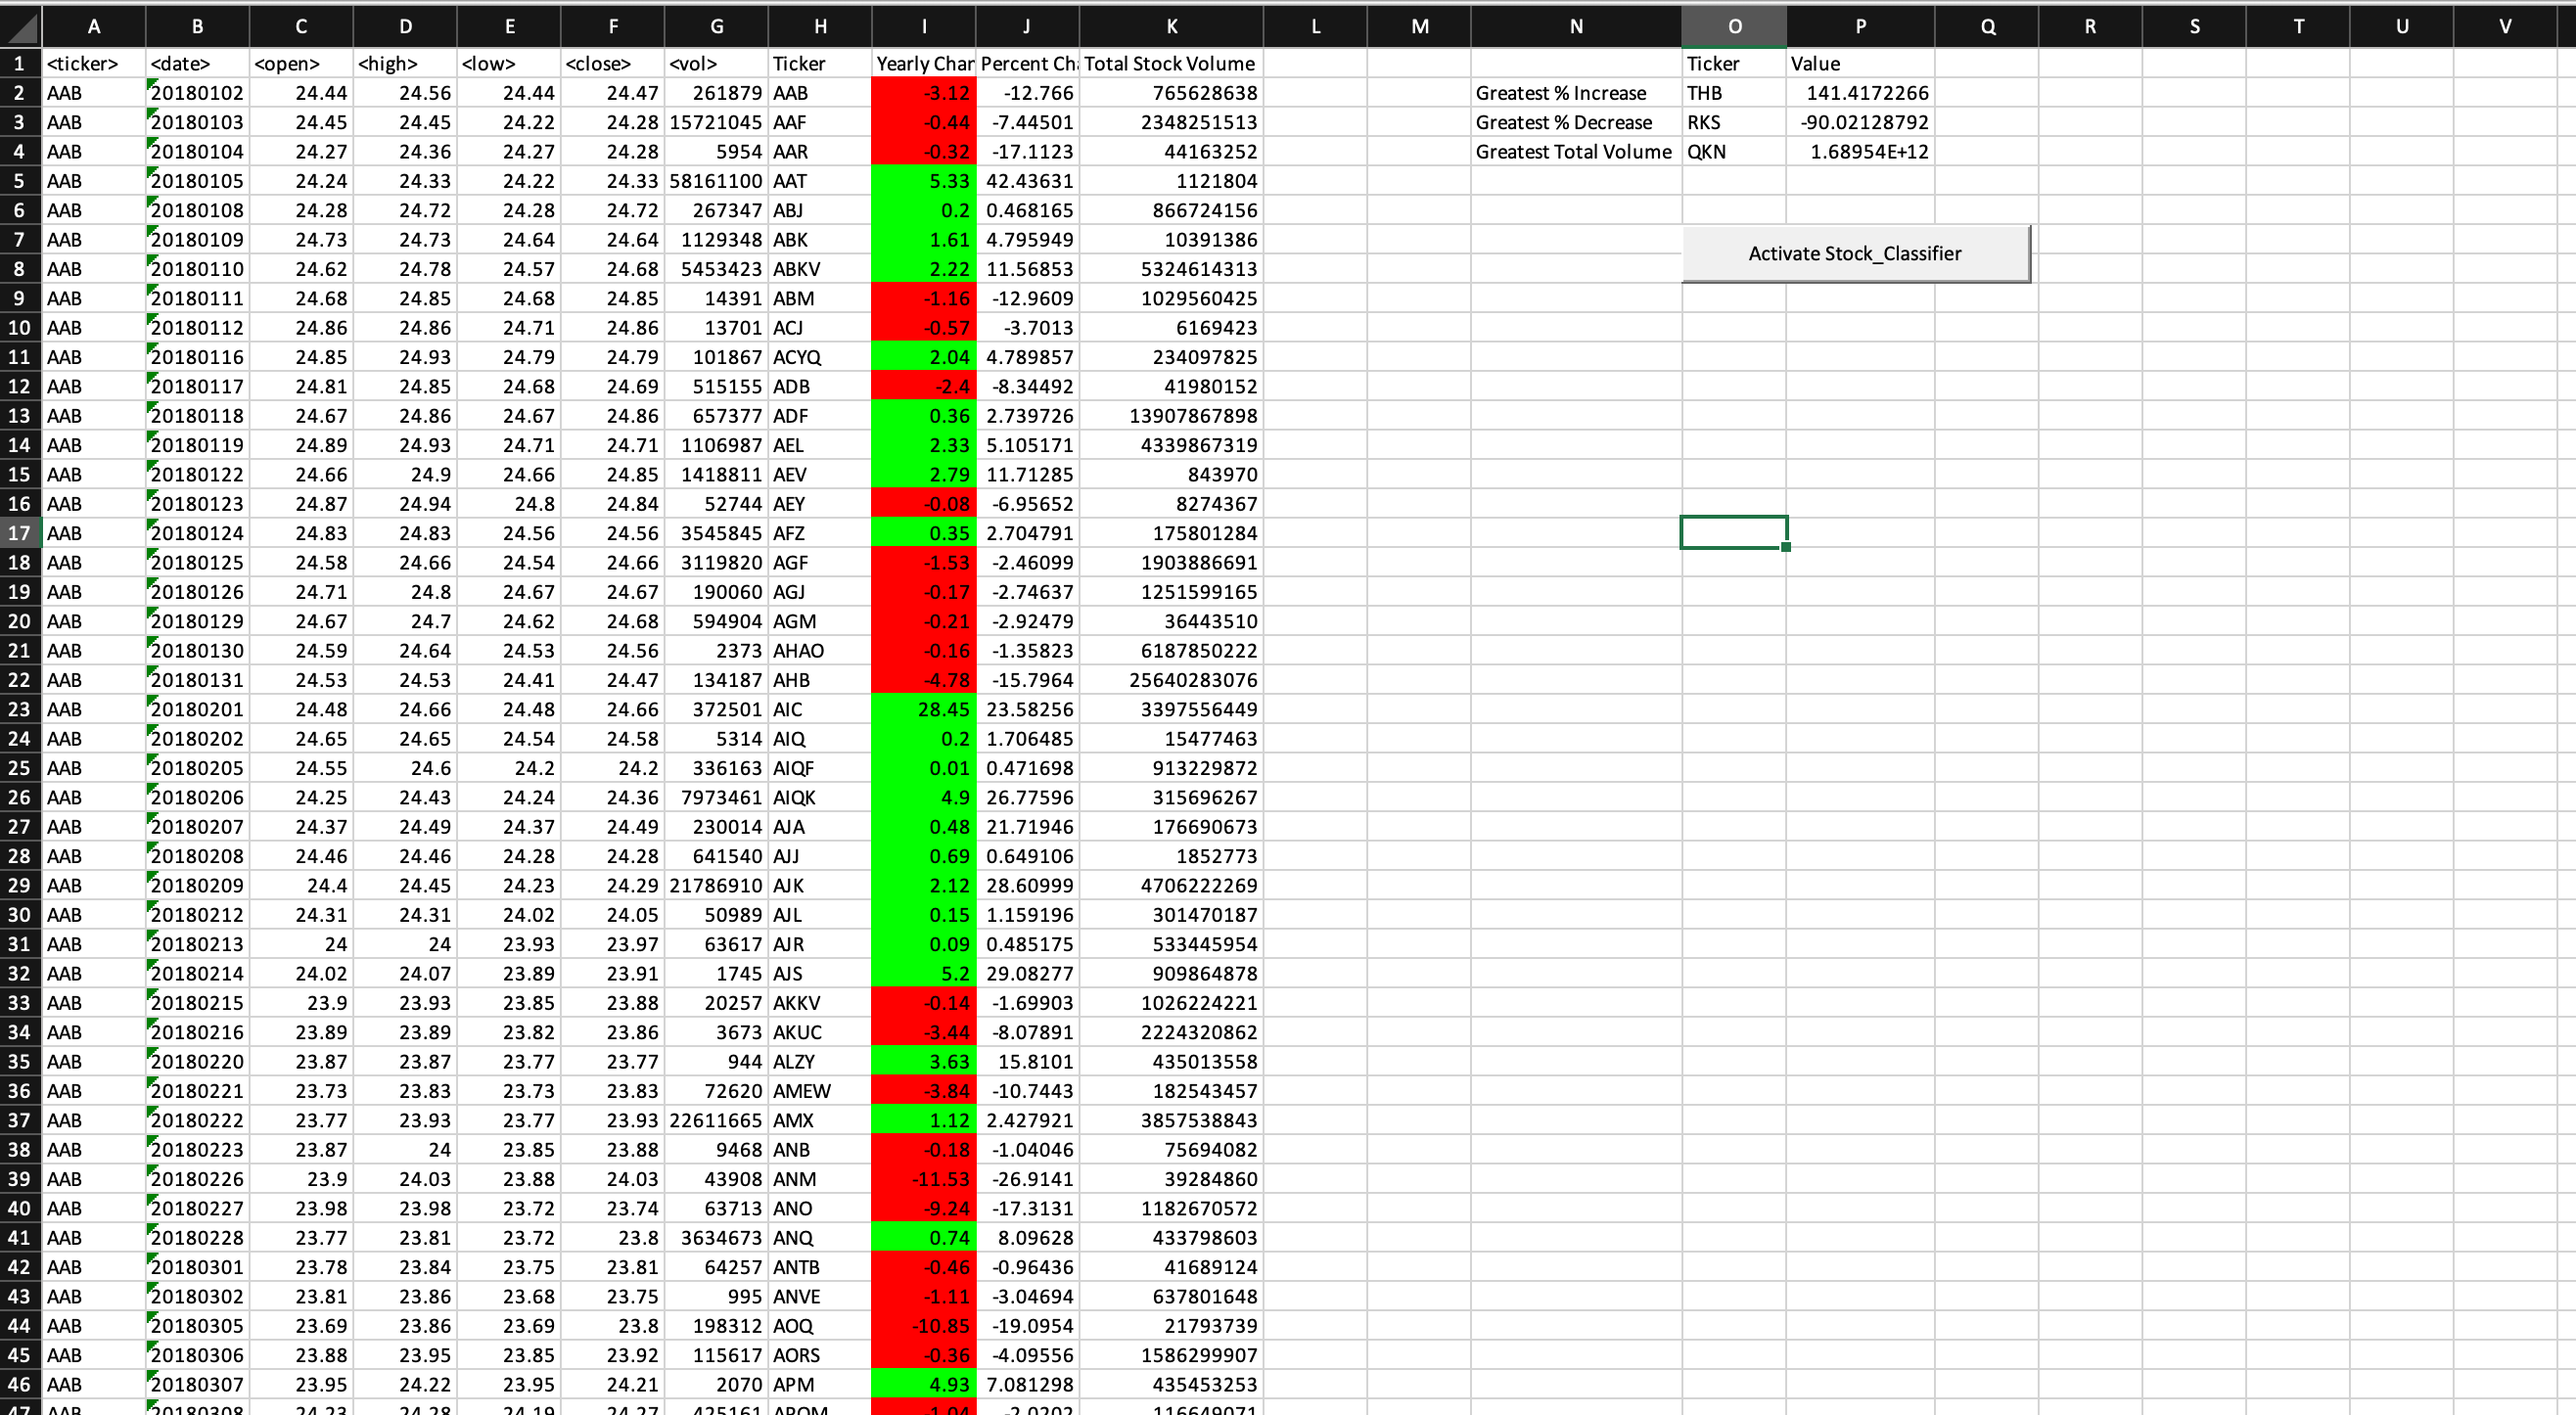 A B C D E F G H I J K L M N O P Q R S T U V
1 <ticker> <date> <open> <high> <low> <close> <vol> Ticker Yearly Char Percent Cha Total Stock Volume Ticker Value
2 AAB 20180102 24.44 24.56 24.44 24.47 261879 AAB -3.12 -12.766 765628638 Greatest % Increase THB 141.4172266
3 AAB 20180103 24.45 24.45 24.22 24.28 15721045 AAF -0.44 -7.44501 2348251513 Greatest % Decrease RKS -90.02128792
4 AAB 20180104 24.27 24.36 24.27 24.28 5954 AAR -0.32 -17.1123 44163252 Greatest Total Volume QKN 1.68954E+12
5 AAB 20180105 24.24 24.33 24.22 24.33 58161100 AAT 5.33 42.43631 1121804
6 AAB 20180108 24.28 24.72 24.28 24.72 267347 ABJ 0.2 0.468165 866724156
7 AAB 20180109 24.73 24.73 24.64 24.64 1129348 ABK 1.61 4.795949 10391386
Activate Stock_Classifier
8 AAB 20180110 24.62 24.78 24.57 24.68 5453423 ABKV 2.22 11.56853 5324614313
9 AAB 20180111 24.68 24.85 24.68 24.85 14391 ABM -1.16 -12.9609 1029560425
10 AAB 20180112 24.86 24.86 24.71 24.86 13701 ACJ -0.57 -3.7013 6169423
11 AAB 20180116 24.85 24.93 24.79 24.79 101867 ACYQ 2.04 4.789857 234097825
12 AAB 20180117 24.81 24.85 24.68 24.69 515155 ADB -2.4 -8.34492 41980152
13 AAB 20180118 24.67 24.86 24.67 24.86 657377 ADF 0.36 2.739726 13907867898
14 AAB 20180119 24.89 24.93 24.71 24.71 1106987 AEL 2.33 5.105171 4339867319
15 AAB 20180122 24.66 24.9 24.66 24.85 1418811 AEV 2.79 11.71285 843970
16 AAB 20180123 24.87 24.94 24.8 24.84 52744 AEY -0.08 -6.95652 8274367
17 AAB 20180124 24.83 24.83 24.56 24.56 3545845 AFZ 0.35 2.704791 175801284
18 AAB 20180125 24.58 24.66 24.54 24.66 3119820 AGF -1.53 -2.46099 1903886691
19 AAB 20180126 24.71 24.8 24.67 24.67 190060 AGJ -0.17 -2.74637 1251599165
20 AAB 20180129 24.67 24.7 24.62 24.68 594904 AGM -0.21 -2.92479 36443510
21 AAB 20180130 24.59 24.64 24.53 24.56 2373 AHAO -0.16 -1.35823 6187850222
22 AAB 20180131 24.53 24.53 24.41 24.47 134187 AHB -4.78 -15.7964 25640283076
23 AAB 20180201 24.48 24.66 24.48 24.66 372501 AIC 28.45 23.58256 3397556449
24 AAB 20180202 24.65 24.65 24.54 24.58 5314 AIQ 0.2 1.706485 15477463
25 AAB 20180205 24.55 24.6 24.2 24.2 336163 AIQF 0.01 0.471698 913229872
26 AAB 20180206 24.25 24.43 24.24 24.36 7973461 AIQK 4.9 26.77596 315696267
27 AAB 20180207 24.37 24.49 24.37 24.49 230014 AJA 0.48 21.71946 176690673
28 AAB 20180208 24.46 24.46 24.28 24.28 641540 AJJ 0.69 0.649106 1852773
29 AAB 20180209 24.4 24.45 24.23 24.29 21786910 AJK 2.12 28.60999 4706222269
30 AAB 20180212 24.31 24.31 24.02 24.05 50989 AJL 0.15 1.159196 301470187
31 AAB 20180213 24 24 23.93 23.97 63617 AJR 0.09 0.485175 533445954
32 AAB 20180214 24.02 24.07 23.89 23.91 1745 AJS 5.2 29.08277 909864878
33 AAB 20180215 23.9 23.93 23.85 23.88 20257 AKKV -0.14 -1.69903 1026224221
34 AAB 20180216 23.89 23.89 23.82 23.86 3673 AKUC -3.44 -8.07891 2224320862
35 AAB 20180220 23.87 23.87 23.77 23.77 944 ALZY 3.63 15.8101 435013558
36 AAB 20180221 23.73 23.83 23.73 23.83 72620 AMEW -3.84 -10.7443 182543457
37 AAB 20180222 23.77 23.93 23.77 23.93 22611665 AMX 1.12 2.427921 3857538843
38 AAB 20180223 23.87 24 23.85 23.88 9468 ANB -0.18 -1.04046 75694082
39 AAB 20180226 23.9 24.03 23.88 24.03 43908 ANM -11.53 -26.9141 39284860
40 AAB 20180227 23.98 23.98 23.72 23.74 63713 ANO -9.24 -17.3131 1182670572
41 AAB 20180228 23.77 23.81 23.72 23.8 3634673 ANQ 0.74 8.09628 433798603
42 AAB 20180301 23.78 23.84 23.75 23.81 64257 ANTB -0.46 -0.96436 41689124
43 AAB 20180302 23.81 23.86 23.68 23.75 995 ANVE -1.11 -3.04694 637801648
44 AAB 20180305 23.69 23.86 23.69 23.8 198312 AOQ -10.85 -19.0954 21793739
45 AAB 20180306 23.88 23.95 23.85 23.92 115617 AORS -0.36 -4.09556 1586299907
46 AAB 20180307 23.95 24.22 23.95 24.21 2070 APM 4.93 7.081298 435453253
47 AAB 20180308 24.23 24.28 24.19 24.27